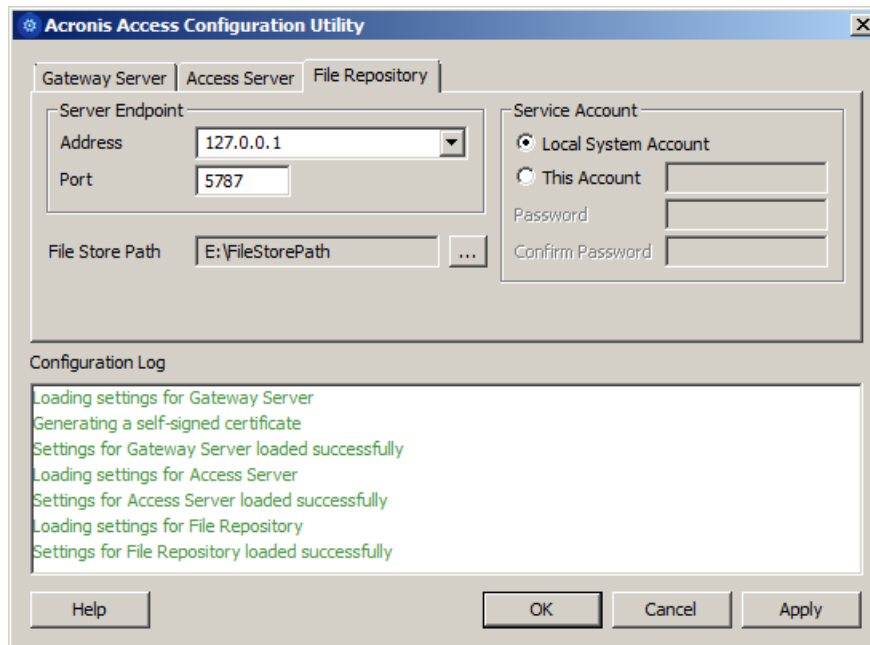 Acronis Access Configuration Utility
Gateway Server
Access Server
File Repository
Server Endpoint
Address
127.0.0.1
Port
5787
File Store Path
E:\FileStorePath
...
Service Account
Local System Account
This Account
Password
Confirm Password
Configuration Log
Loading settings for Gateway Server
Generating a self-signed certificate
Settings for Gateway Server loaded successfully
Loading settings for Access Server
Settings for Access Server loaded successfully
Loading settings for File Repository
Settings for File Repository loaded successfully
Help
OK
Cancel
Apply